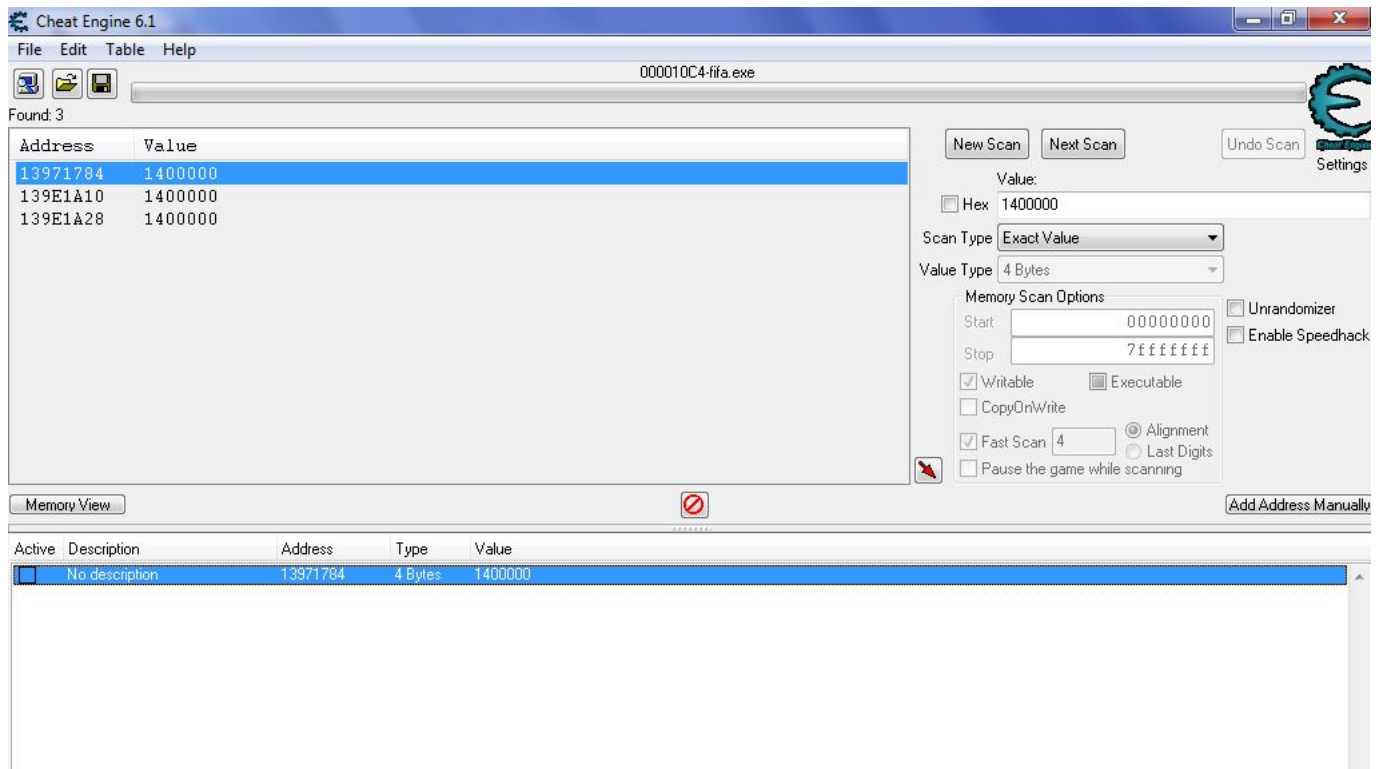 Cheat Engine 6.1
File Edit Table Help
000010C4-fifa.exe
Found: 3
Address Value
13971784 1400000
139E1A10 1400000
139E1A28 1400000
New Scan Next Scan Undo Scan
Cheat Engine
Settings
Value:
Hex 1400000
Scan Type Exact Value
Value Type 4 Bytes
Memory Scan Options
Start 00000000
Stop 7fffffff
Unrandomizer
Enable Speedhack
Writable Executable
CopyOnWrite
Fast Scan 4 Alignment
Last Digits
Pause the game while scanning
Memory View Add Address Manually
Active Description Address Type Value
No description 13971784 4 Bytes 1400000